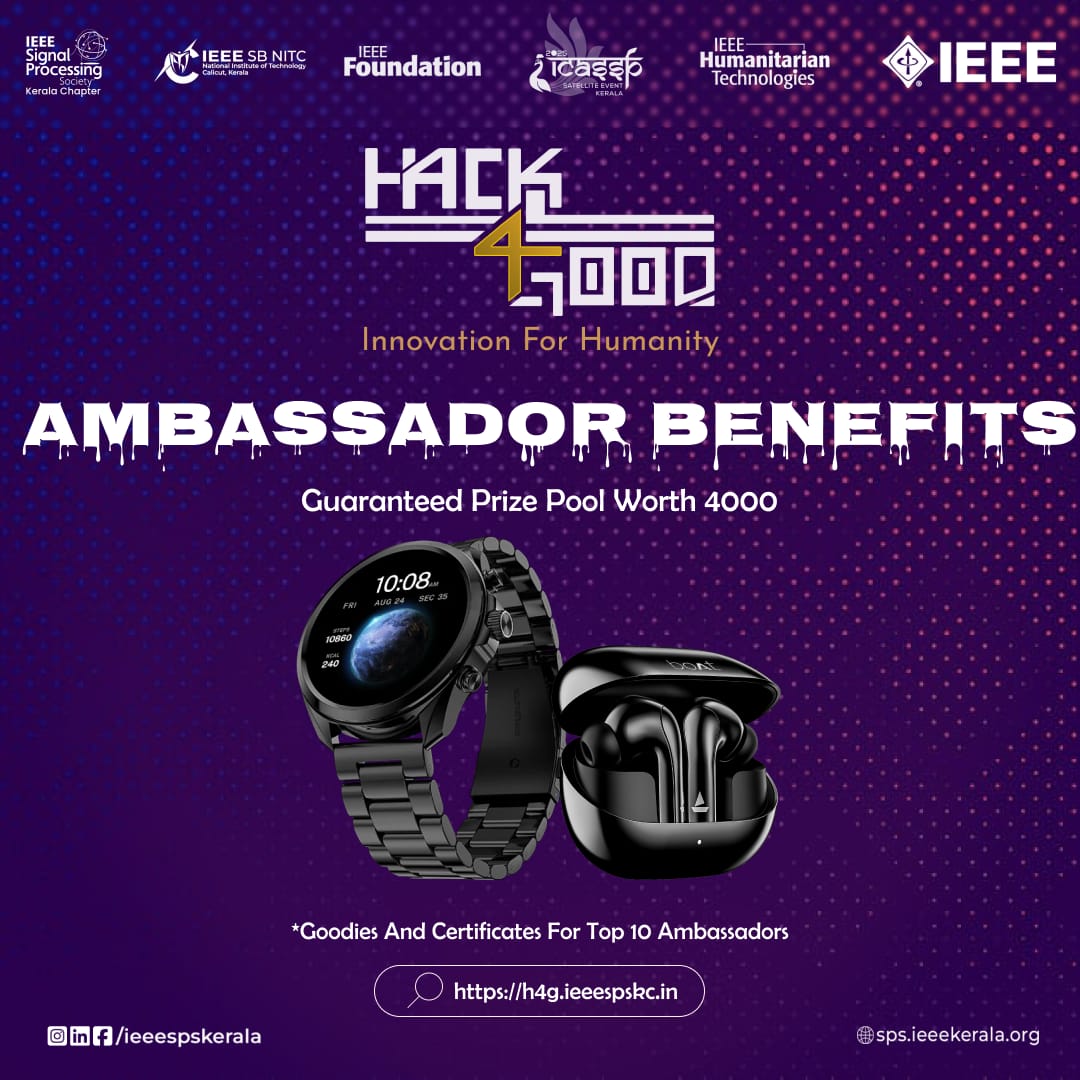 IEEE
Signal
Processing
Society
Kerala Chapter
IEEE SB NITC
National Institute of Technology
Calicut, Kerala
IEEE
Foundation
2025
icassp
SATELLITE EVENT
KERALA
IEEE
Humanitarian
Technologies
IEEE
HACK
4
GOOD
Innovation For Humanity
AMBASSADOR BENEFITS
Guaranteed Prize Pool Worth 4000
10:08 AM
FRI AUG 24 SEC 35
STEPS
10860
KCAL
240
boAt
*Goodies And Certificates For Top 10 Ambassadors
https://h4g.ieeespskc.in
/ieeespskerala
sps.ieeekerala.org